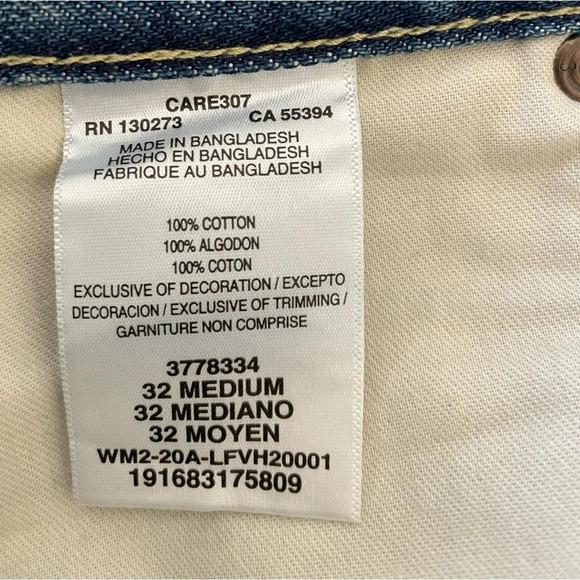 CARE307
RN 130273 CA 55394
MADE IN BANGLADESH
HECHO EN BANGLADESH
FABRIQUE AU BANGLADESH
100% COTTON
100% ALGODON
100% COTON
EXCLUSIVE OF DECORATION / EXCEPTO
DECORACION / EXCLUSIVE OF TRIMMING /
GARNITURE NON COMPRISE
3778334
32 MEDIUM
32 MEDIANO
32 MOYEN
WM2-20A-LFVH20001
191683175809